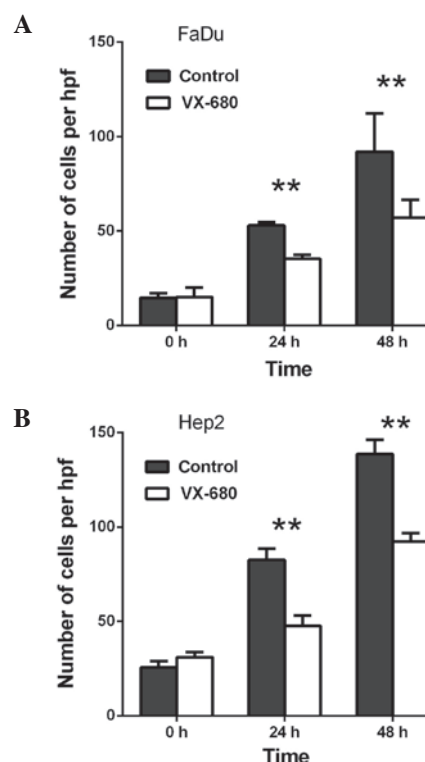 A
FaDu
150
Control
VX-680
**
100
**
50
0
Number of cells per hpf
0 h 24 h 48 h
Time
B
Hep2
150
Control
VX-680
**
100
**
50
0
Number of cells per hpf
0 h 24 h 48 h
Time